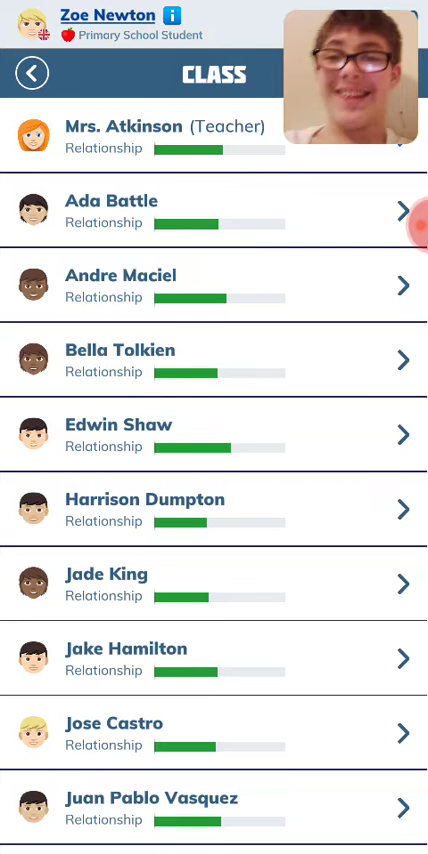 Zoe Newton i
Primary School Student
CLASS
Mrs. Atkinson (Teacher)
Relationship
Ada Battle
Relationship
Andre Maciel
Relationship
Bella Tolkien
Relationship
Edwin Shaw
Relationship
Harrison Dumpton
Relationship
Jade King
Relationship
Jake Hamilton
Relationship
Jose Castro
Relationship
Juan Pablo Vasquez
Relationship